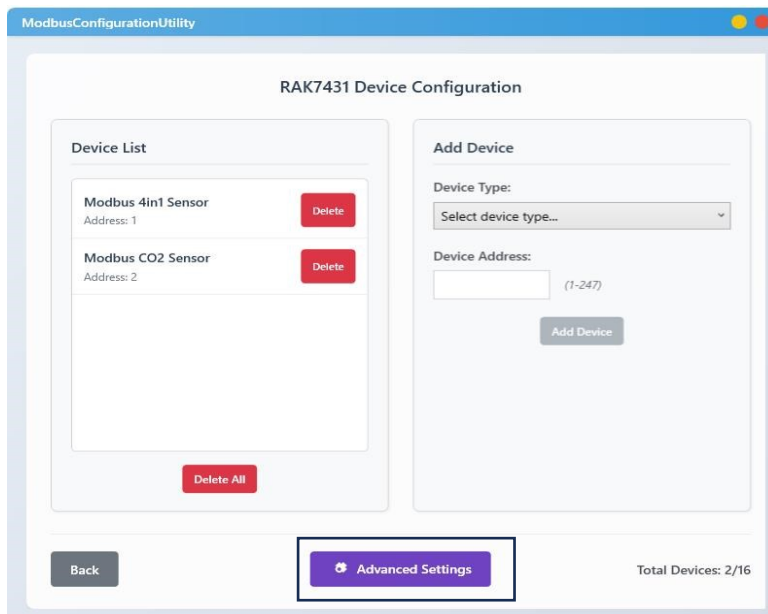 ModbusConfigurationUtility
RAK7431 Device Configuration
Device List
Modbus 4in1 Sensor
Address: 1
Delete
Modbus CO2 Sensor
Address: 2
Delete
Delete All
Add Device
Device Type:
Select device type...
Device Address:
(1-247)
Add Device
Back
Advanced Settings
Total Devices: 2/16